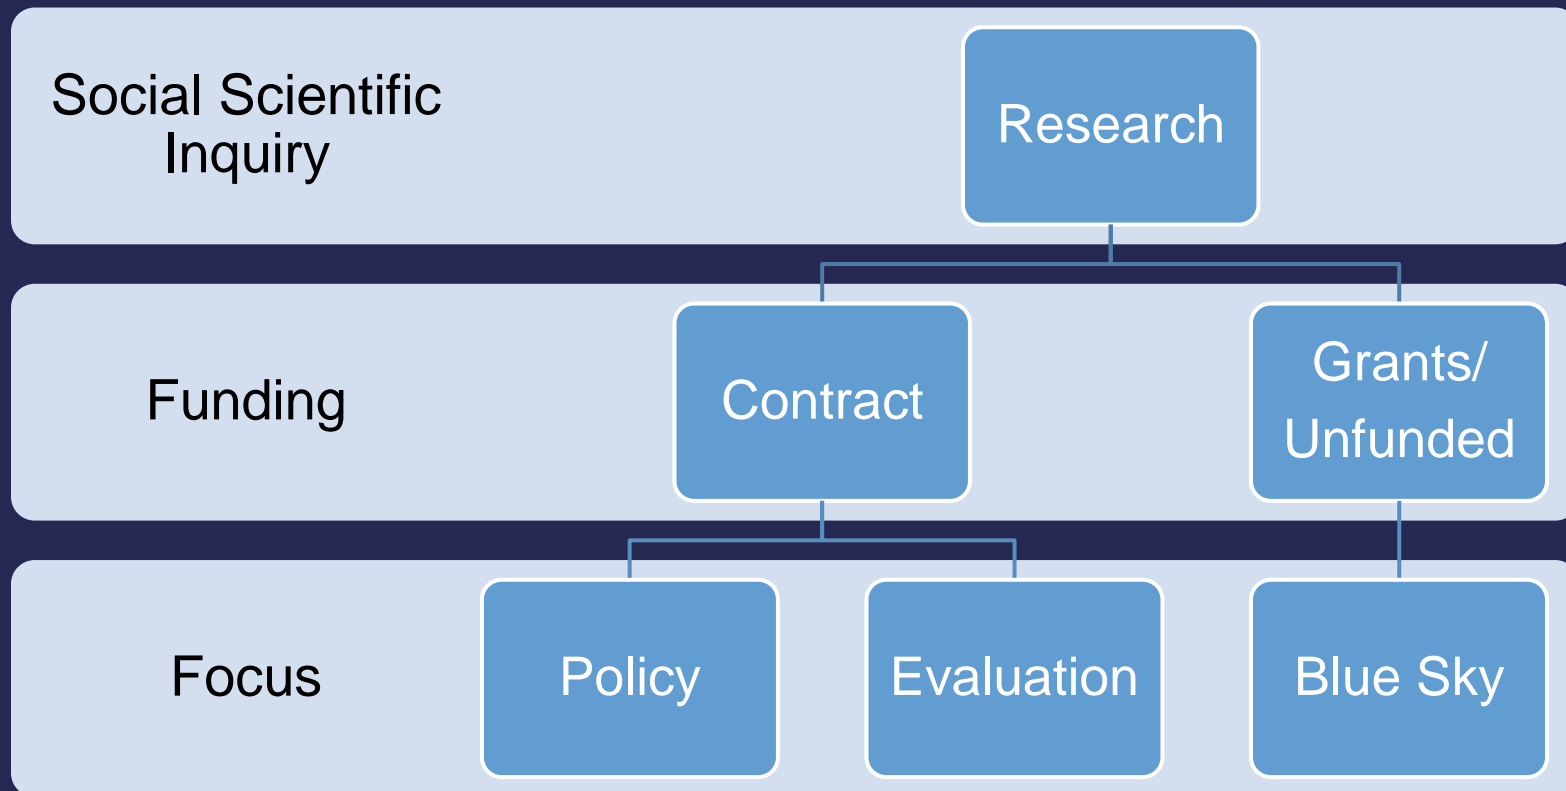 Social Scientific
Inquiry
Research
Funding
Contract
Grants/
Unfunded
Focus
Policy
Evaluation
Blue Sky